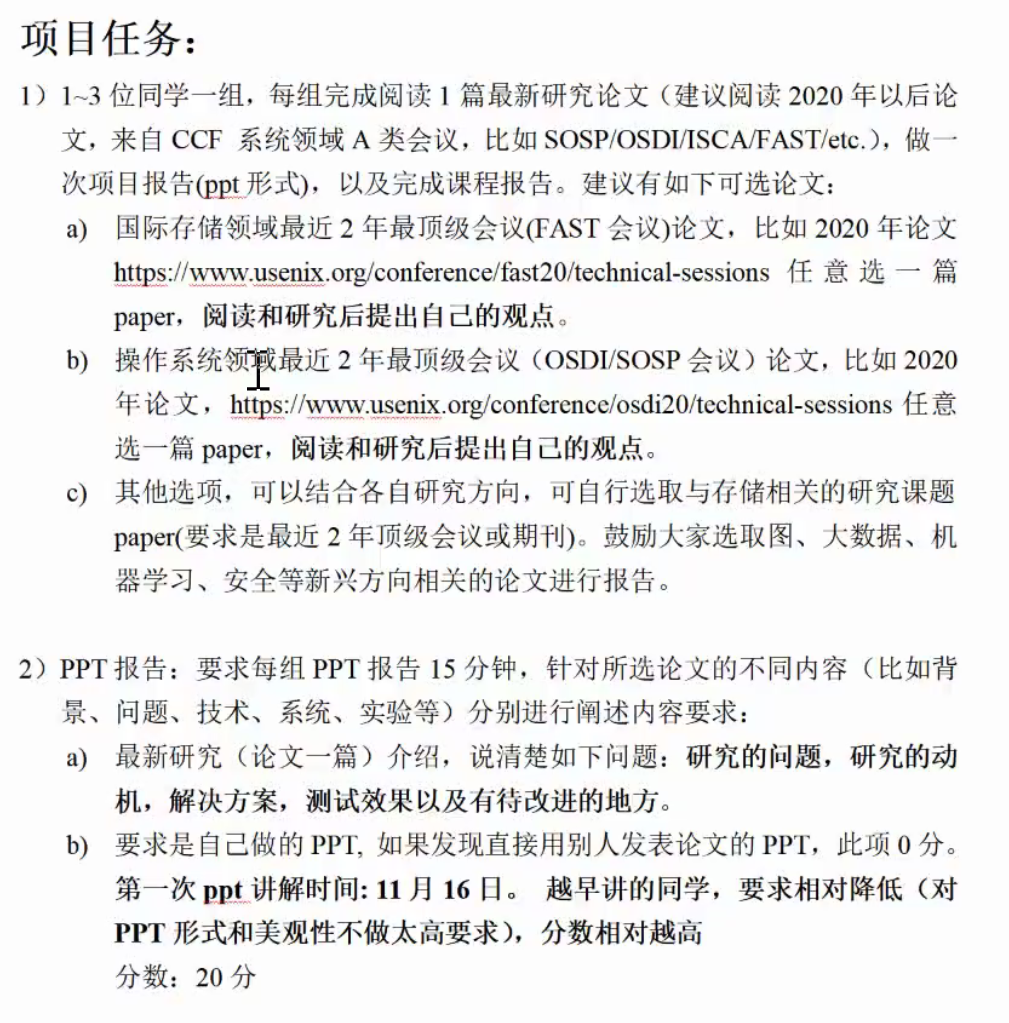 项目任务：
1）1~3 位同学一组，每组完成阅读 1 篇最新研究论文（建议阅读 2020 年以后论
文，来自 CCF 系统领域 A 类会议，比如 SOSP/OSDI/ISCA/FAST/etc.），做一
次项目报告(ppt 形式)，以及完成课程报告。建议有如下可选论文：
a) 国际存储领域最近 2 年最顶级会议(FAST 会议)论文，比如 2020 年论文
https://www.usenix.org/conference/fast20/technical-sessions 任意选一篇
paper，阅读和研究后提出自己的观点。
b) 操作系统领域最近 2 年最顶级会议（OSDI/SOSP 会议）论文，比如 2020
年论文，https://www.usenix.org/conference/osdi20/technical-sessions 任意
选一篇 paper，阅读和研究后提出自己的观点。
c) 其他选项，可以结合各自研究方向，可自行选取与存储相关的研究课题
paper(要求是最近 2 年顶级会议或期刊)。鼓励大家选取图、大数据、机
器学习、安全等新兴方向相关的论文进行报告。
2）PPT 报告：要求每组 PPT 报告 15 分钟，针对所选论文的不同内容（比如背
景、问题、技术、系统、实验等）分别进行阐述内容要求：
a) 最新研究（论文一篇）介绍，说清楚如下问题：研究的问题，研究的动
机，解决方案，测试效果以及有待改进的地方。
b) 要求是自己做的 PPT, 如果发现直接用别人发表论文的 PPT，此项 0 分。
第一次 ppt 讲解时间: 11 月 16 日。 越早讲的同学，要求相对降低（对
PPT 形式和美观性不做太高要求），分数相对越高
分数：20 分